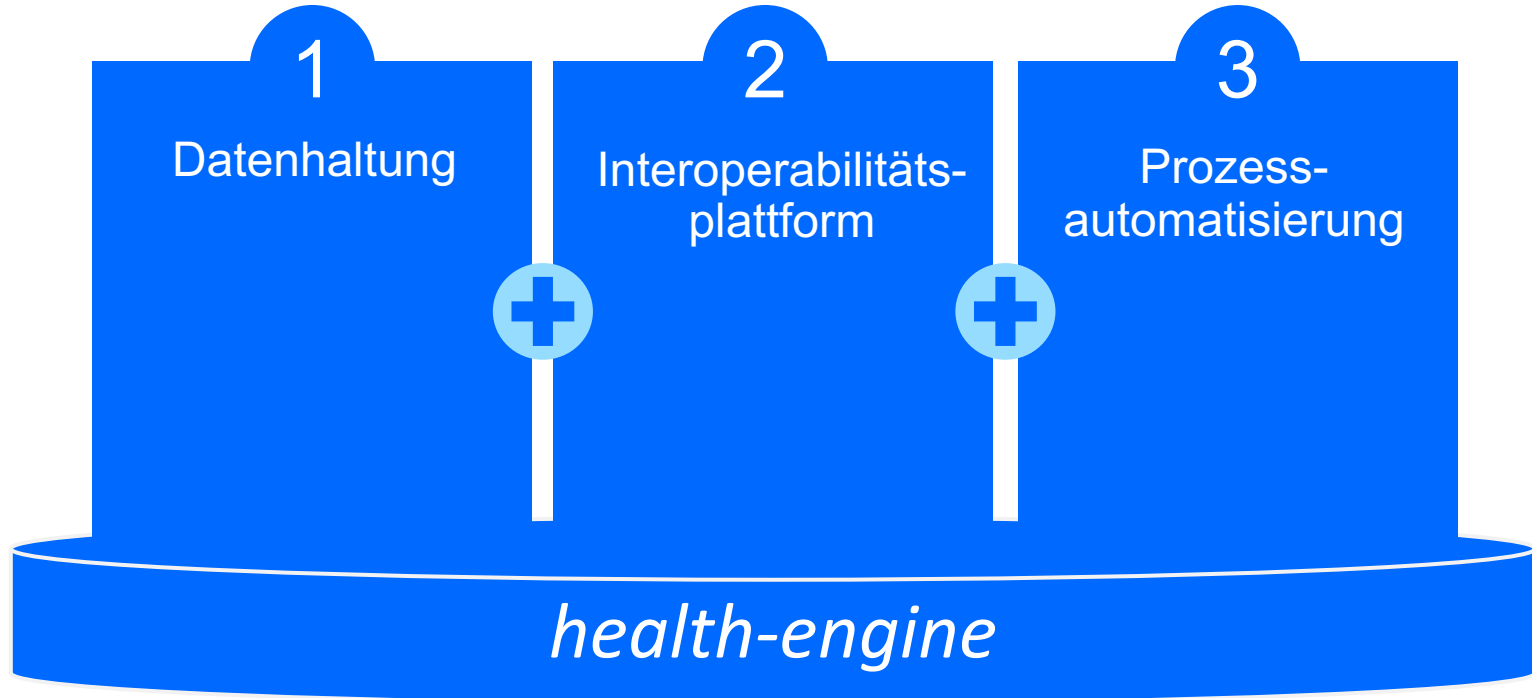 1
Datenhaltung
2
Interoperabilitäts-
plattform
3
Prozess-
automatisierung
health-engine